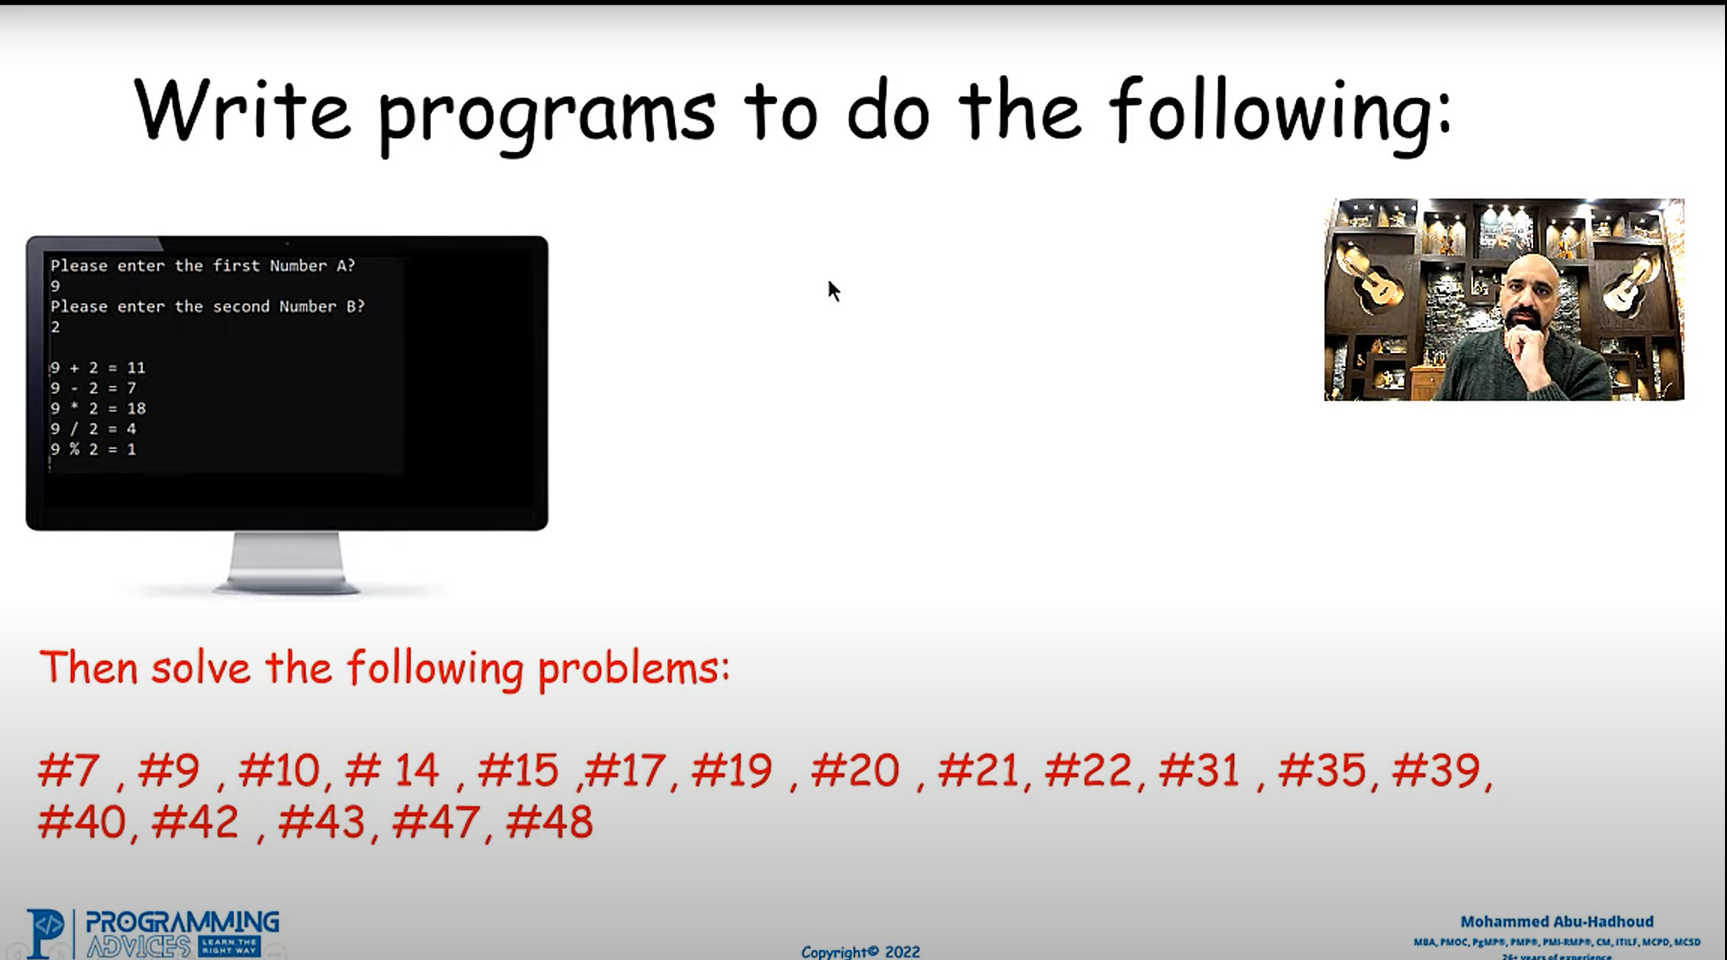 Write programs to do the following:
Please enter the first Number A?
9
Please enter the second Number B?
2
9 + 2 = 11
9 - 2 = 7
9 * 2 = 18
9 / 2 = 4
9 % 2 = 1
Then solve the following problems:
#7 , #9 , #10, # 14 , #15 ,#17, #19 , #20 , #21, #22, #31 , #35, #39,
#40, #42 , #43, #47, #48
PROGRAMMING
ADVICES
LEARN THE
RIGHT WAY
Copyright© 2022
Mohammed Abu-Hadhoud
MBA, PMOC, PgMP®, PMP®, PMI-RMP®, CM, ITILF, MCPD, MCSD
26+ years of experience